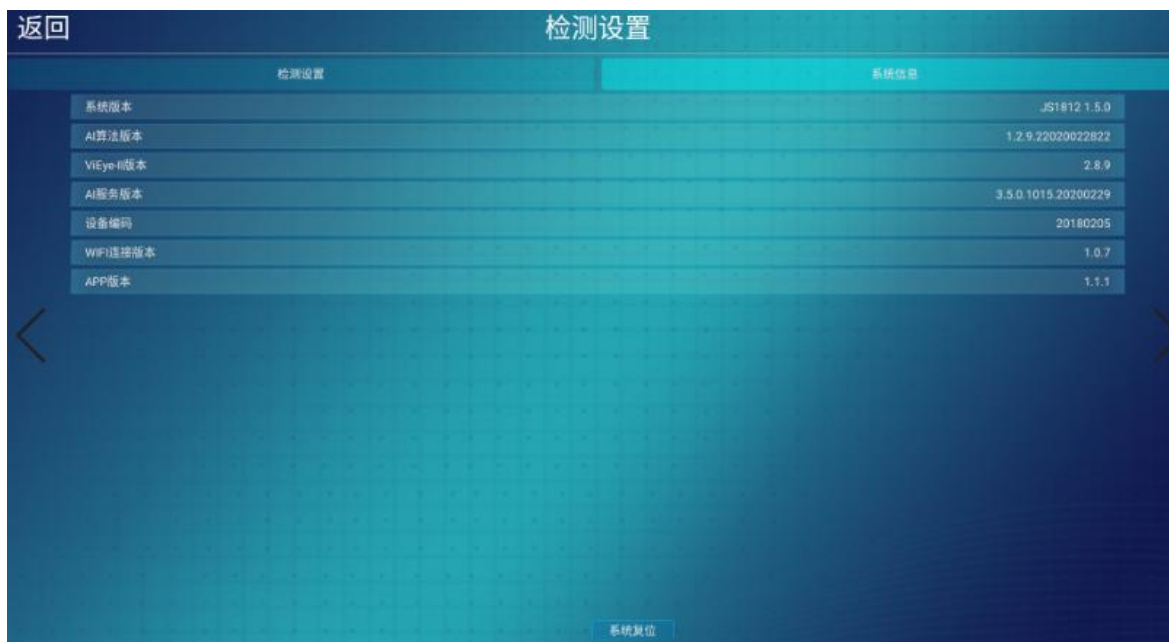 返回
检测设置
检测设置 系统信息
系统版本 JS1812 1.5.0
AI算法版本 1.2.9.22020022822
ViEye-II版本 2.8.9
AI服务版本 3.5.0.1015.20200229
设备编码 20180205
WIFI连接版本 1.0.7
APP版本 1.1.1
系统复位